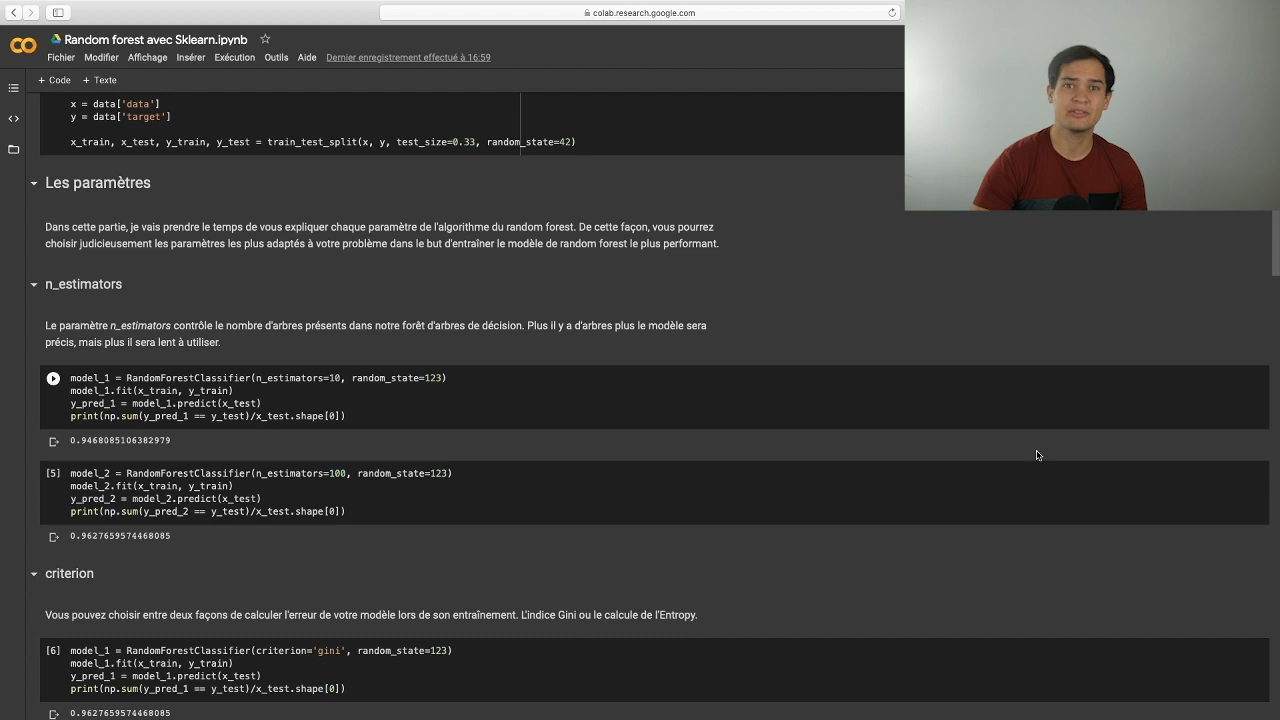 colab.research.google.com
Random forest avec Sklearn.ipynb
Fichier Modifier Affichage Insérer Exécution Outils Aide Dernier enregistrement effectué à 16:59
+ Code + Texte
x = data['data']
y = data['target']
x_train, x_test, y_train, y_test = train_test_split(x, y, test_size=0.33, random_state=42)
Les paramètres
Dans cette partie, je vais prendre le temps de vous expliquer chaque paramètre de l'algorithme du random forest. De cette façon, vous pourrez
choisir judicieusement les paramètres les plus adaptés à votre problème dans le but d'entraîner le modèle de random forest le plus performant.
n_estimators
Le paramètre n_estimators contrôle le nombre d'arbres présents dans notre forêt d'arbres de décision. Plus il y a d'arbres plus le modèle sera
précis, mais plus il sera lent à utiliser.
model_1 = RandomForestClassifier(n_estimators=10, random_state=123)
model_1.fit(x_train, y_train)
y_pred_1 = model_1.predict(x_test)
print(np.sum(y_pred_1 == y_test)/x_test.shape[0])
0.9468085106382979
[5] model_2 = RandomForestClassifier(n_estimators=100, random_state=123)
model_2.fit(x_train, y_train)
y_pred_2 = model_2.predict(x_test)
print(np.sum(y_pred_2 == y_test)/x_test.shape[0])
0.9627659574468085
criterion
Vous pouvez choisir entre deux façons de calculer l'erreur de votre modèle lors de son entraînement. L'indice Gini ou le calcule de l'Entropy.
[6] model_1 = RandomForestClassifier(criterion='gini', random_state=123)
model_1.fit(x_train, y_train)
y_pred_1 = model_1.predict(x_test)
print(np.sum(y_pred_1 == y_test)/x_test.shape[0])
0.9627659574468085